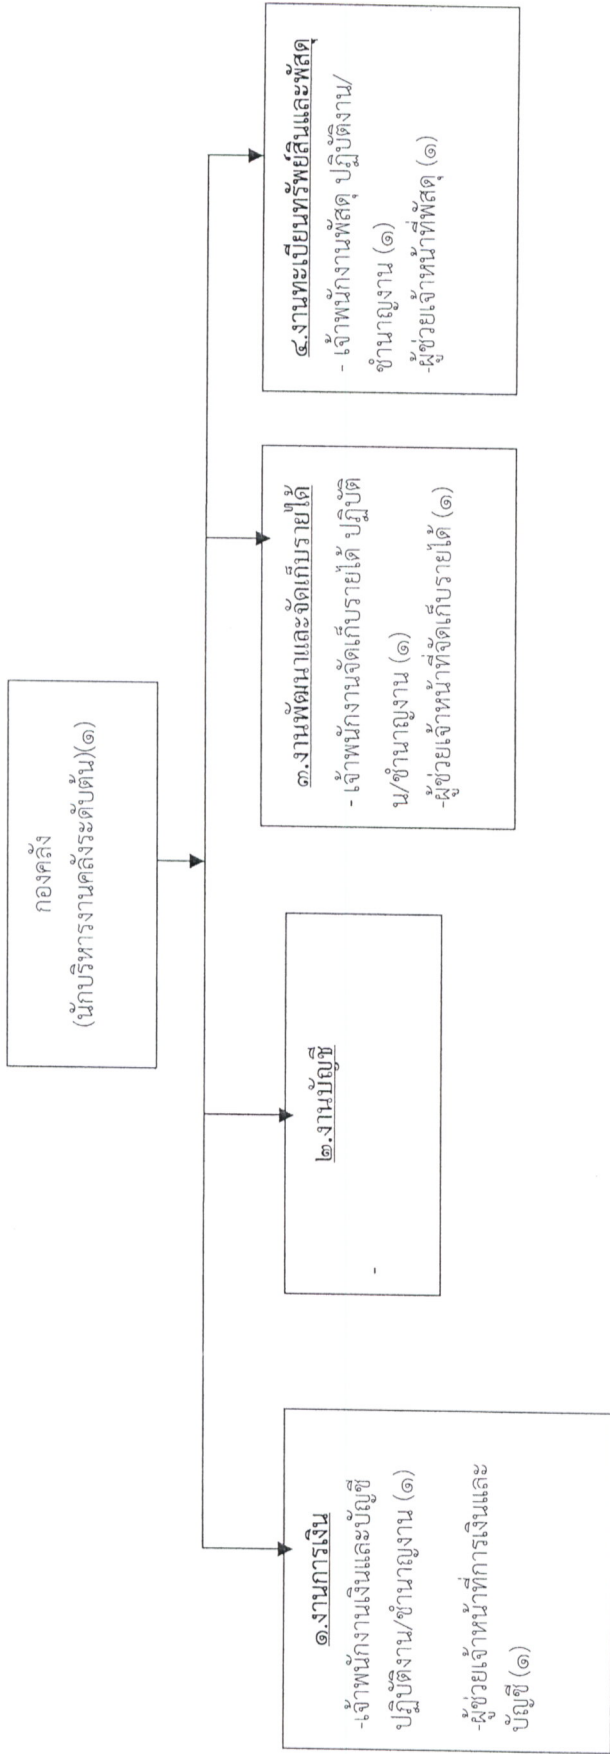 กองคลัง
(นักบริหารงานคลังระดับต้น)(๑)
๑.งานการเงิน
-เจ้าพนักงานเงินและบัญชี
ปฏิบัติงาน/ชำนาญงาน (๑)
-ผู้ช่วยเจ้าหน้าที่การเงินและ
บัญชี (๑)
๒.งานบัญชี
-
๓.งานพัฒนาและจัดเก็บรายได้
- เจ้าพนักงานจัดเก็บรายได้ ปฏิบัติ
น/ชำนาญงาน (๑)
-ผู้ช่วยเจ้าหน้าที่จัดเก็บรายได้ (๑)
๔.งานทะเบียนทรัพย์สินและพัสดุ
- เจ้าพนักงานพัสดุ ปฏิบัติงาน/
ชำนาญงาน (๑)
-ผู้ช่วยเจ้าหน้าที่พัสดุ (๑)